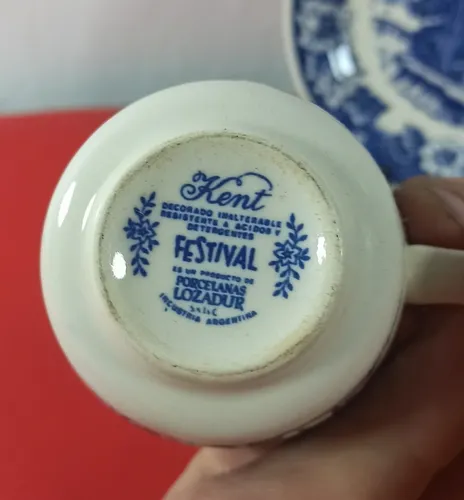 Kent
DECORADO INALTERABLE
RESISTENTE A ACIDOS Y
DETERGENTES
FESTIVAL
ES UN PRODUCTO DE
PORCELANAS
LOZADUR
INDUSTRIA ARGENTINA